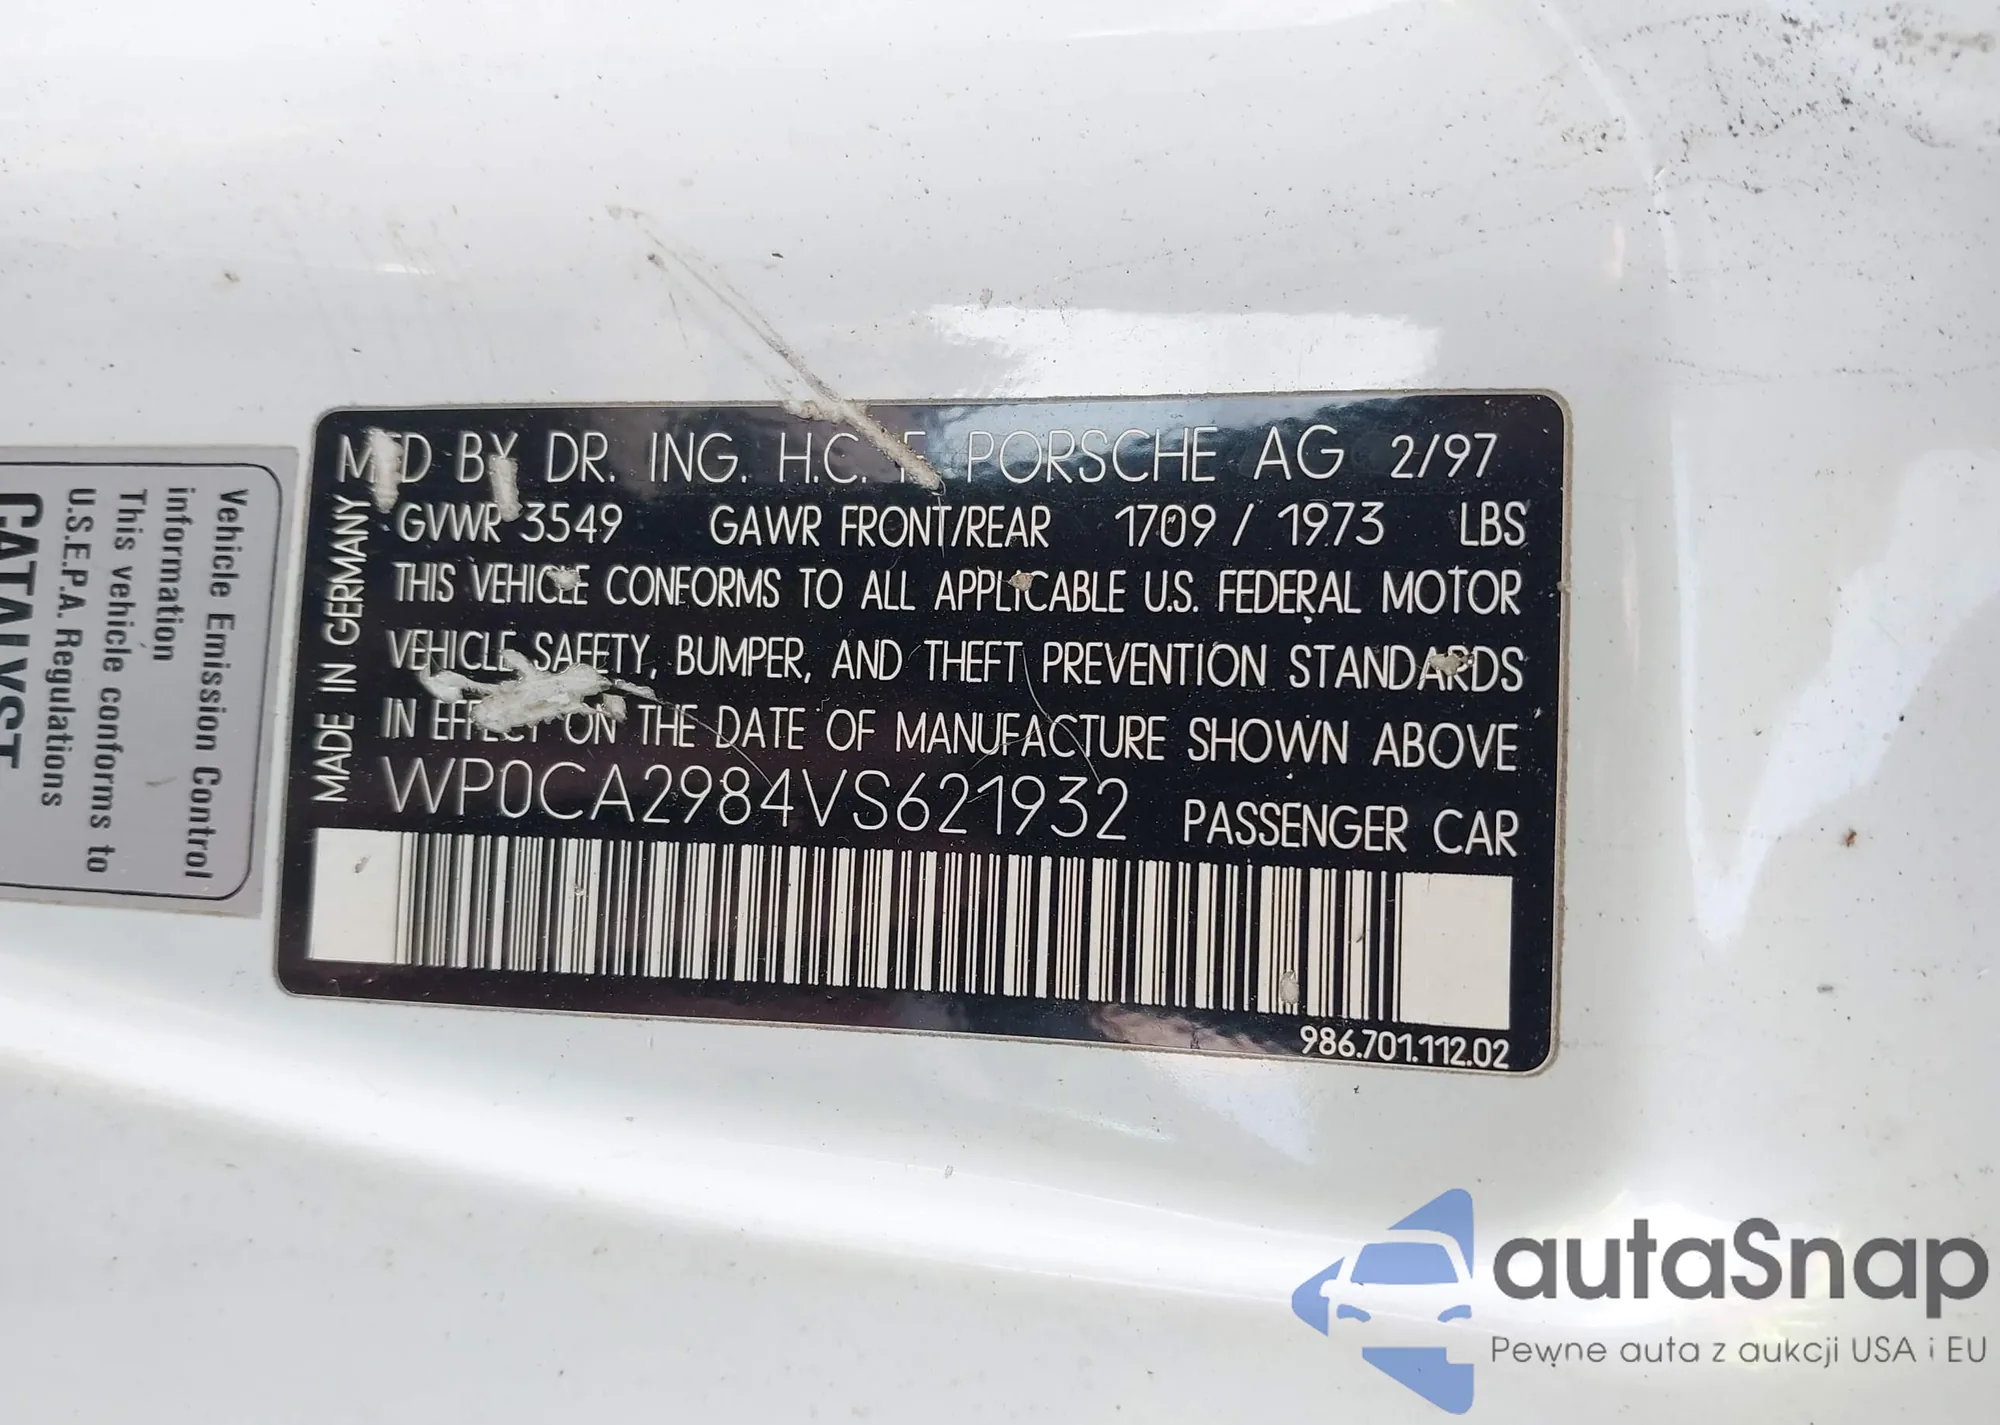 MFD BY DR. ING. H.C. F. PORSCHE AG 2/97
GVWR 3549 GAWR FRONT/REAR 1709 / 1973 LBS
THIS VEHICLE CONFORMS TO ALL APPLICABLE U.S. FEDERAL MOTOR
VEHICLE SAFETY, BUMPER, AND THEFT PREVENTION STANDARDS
IN EFFECT ON THE DATE OF MANUFACTURE SHOWN ABOVE
WP0CA2984VS621932 PASSENGER CAR
986.701.112.02
MADE IN GERMANY
Vehicle Emission Control
information
This vehicle conforms to
U.S.E.P.A. Regulations
CATALYST
autaSnap
Pewne auta z aukcji USA i EU